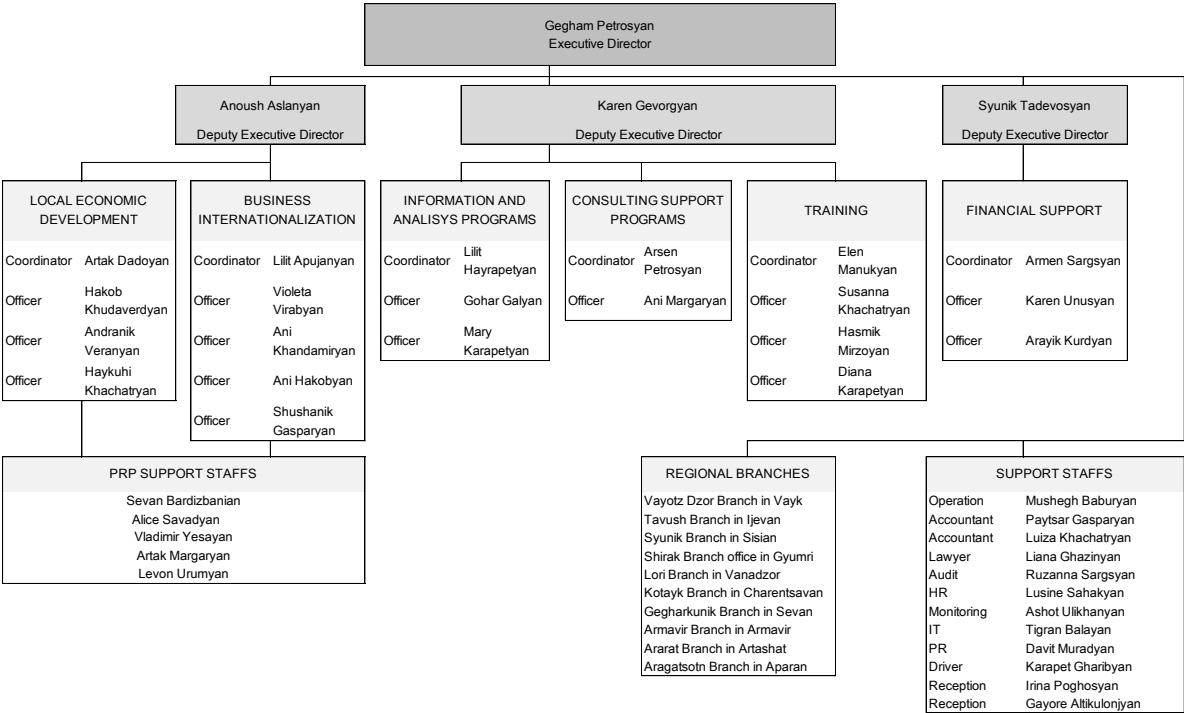 Gegham Petrosyan
Executive Director
Anoush Aslanyan
Deputy Executive Director
Karen Gevorgyan
Deputy Executive Director
Syunik Tadevosyan
Deputy Executive Director
LOCAL ECONOMIC
DEVELOPMENT
Coordinator Artak Dadoyan
Officer Hakob
Khudaverdyan
Officer Andranik
Veranyan
Officer Haykuhi
Khachatryan
BUSINESS
INTERNATIONALIZATION
Coordinator Lilit Apujanyan
Officer Violeta
Virabyan
Officer Ani
Khandamiryan
Officer Ani Hakobyan
Officer Shushanik
Gasparyan
INFORMATION AND
ANALISYS PROGRAMS
Coordinator Lilit
Hayrapetyan
Officer Gohar Galyan
Officer Mary
Karapetyan
CONSULTING SUPPORT
PROGRAMS
Coordinator Arsen
Petrosyan
Officer Ani Margaryan
TRAINING
Coordinator Elen
Manukyan
Officer Susanna
Khachatryan
Officer Hasmik
Mirzoyan
Officer Diana
Karapetyan
FINANCIAL SUPPORT
Coordinator Armen Sargsyan
Officer Karen Unusyan
Officer Arayik Kurdyan
PRP SUPPORT STAFFS
Sevan Bardizbanian
Alice Savadyan
Vladimir Yesayan
Artak Margaryan
Levon Urumyan
REGIONAL BRANCHES
Vayotz Dzor Branch in Vayk
Tavush Branch in Ijevan
Syunik Branch in Sisian
Shirak Branch office in Gyumri
Lori Branch in Vanadzor
Kotayk Branch in Charentsavan
Gegharkunik Branch in Sevan
Armavir Branch in Armavir
Ararat Branch in Artashat
Aragatsotn Branch in Aparan
SUPPORT STAFFS
Operation Mushegh Baburyan
Accountant Paytsar Gasparyan
Accountant Luiza Khachatryan
Lawyer Liana Ghazinyan
Audit Ruzanna Sargsyan
HR Lusine Sahakyan
Monitoring Ashot Ulikhanyan
IT Tigran Balayan
PR Davit Muradyan
Driver Karapet Gharibyan
Reception Irina Poghosyan
Reception Gayore Altikulonjyan